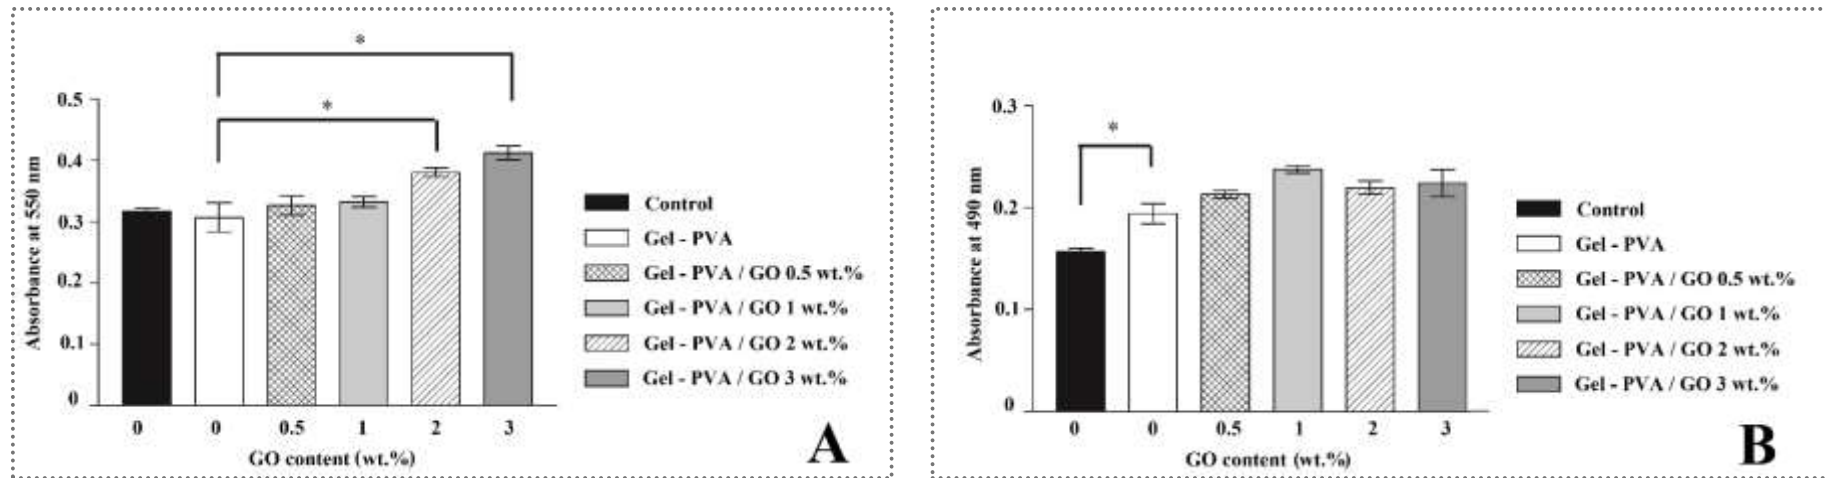 *
*
0.5
0.4
0.3
0.2
0.1
0
Absorbance at 550 nm
0 0 0.5 1 2 3
GO content (wt.%)
Control
Gel - PVA
Gel - PVA / GO 0.5 wt.%
Gel - PVA / GO 1 wt.%
Gel - PVA / GO 2 wt.%
Gel - PVA / GO 3 wt.%
A
*
0.3
0.2
0.1
0
Absorbance at 490 nm
0 0 0.5 1 2 3
GO content (wt.%)
Control
Gel - PVA
Gel - PVA / GO 0.5 wt.%
Gel - PVA / GO 1 wt.%
Gel - PVA / GO 2 wt.%
Gel - PVA / GO 3 wt.%
B